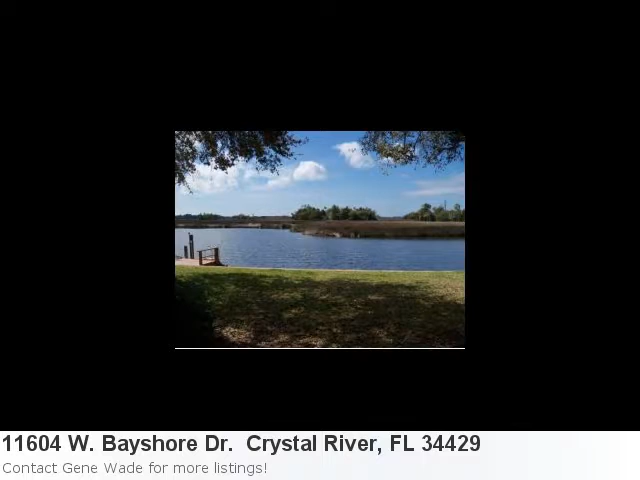 11604 W. Bayshore Dr.  Crystal River, FL 34429
Contact Gene Wade for more listings!